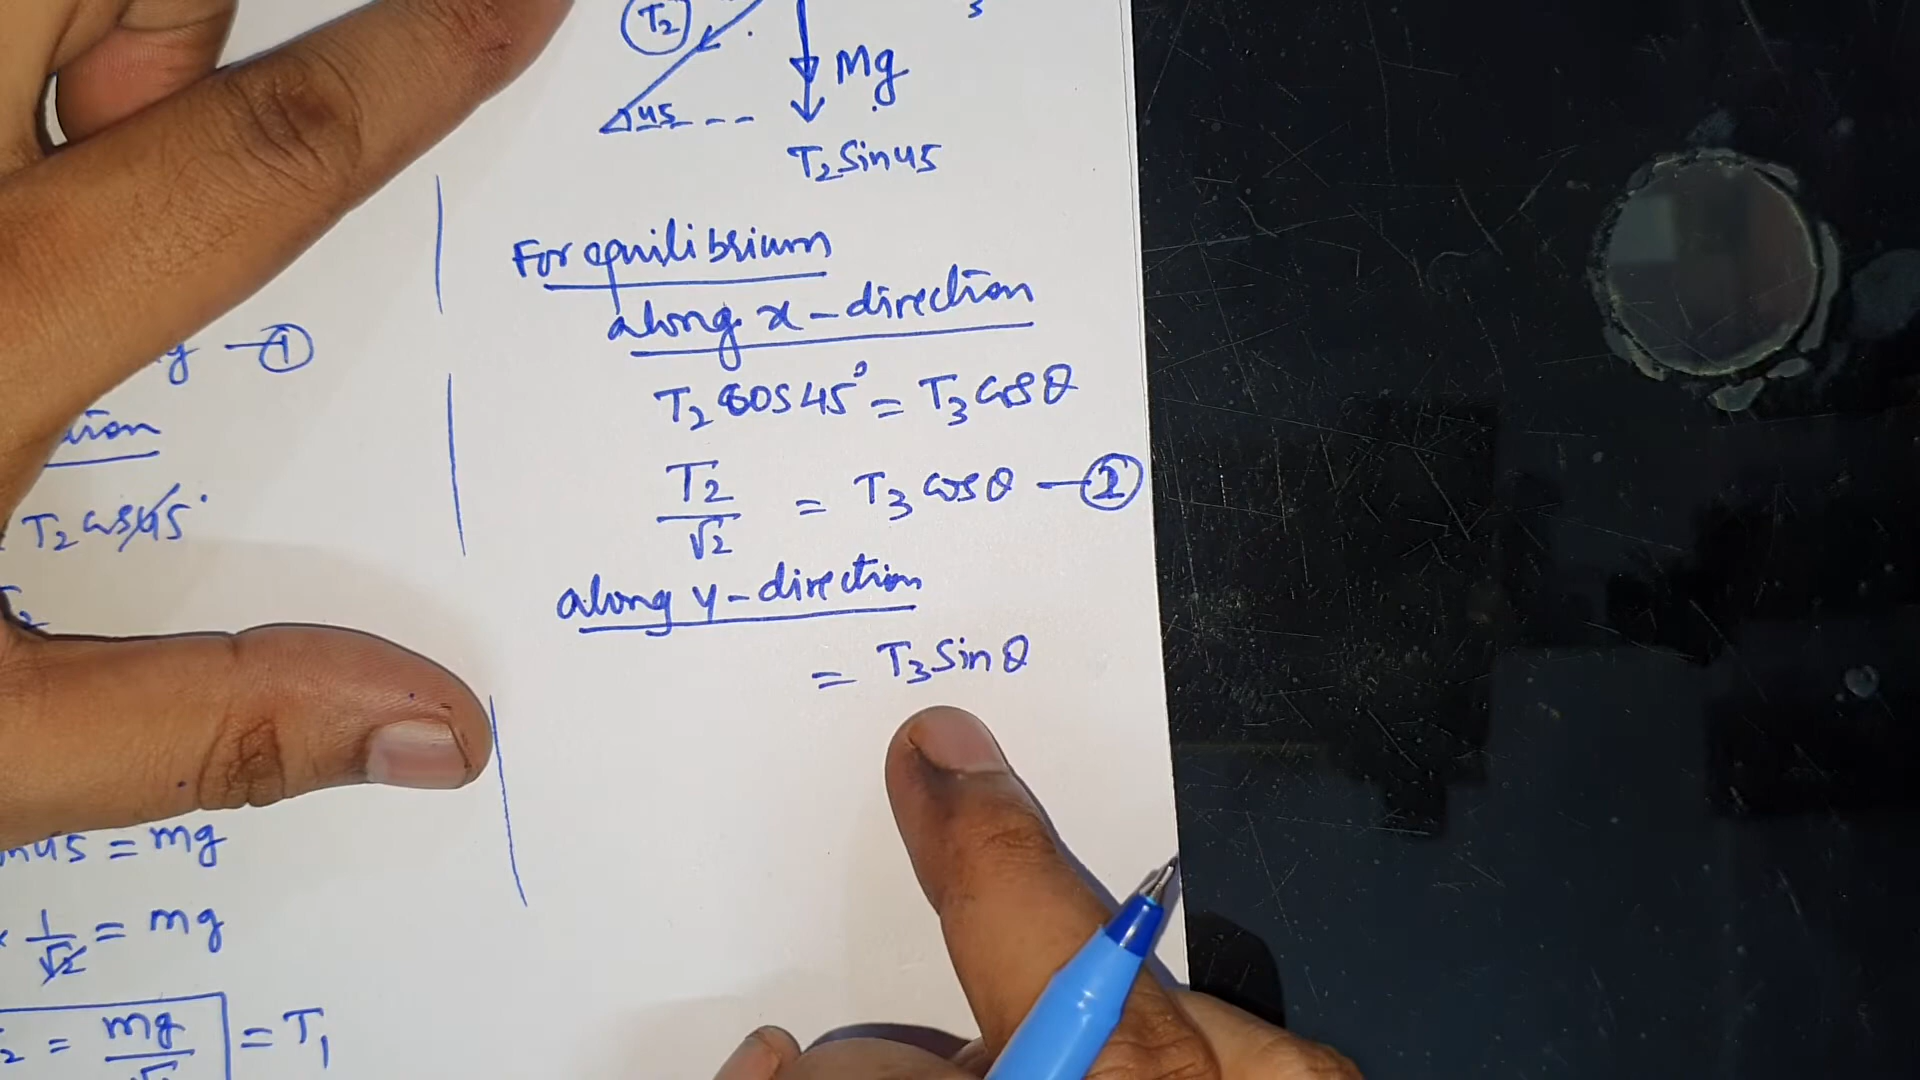 T2
Mg
45
T2 Sin45
For equilibrium
along x-direction
T2 cos45° = T3 cosθ
T2/√2 = T3 cosθ —②
along y-direction
= T3 Sinθ
g —①
T2 cos45
= mg
1/√2 = mg
2 = mg/√ = T1